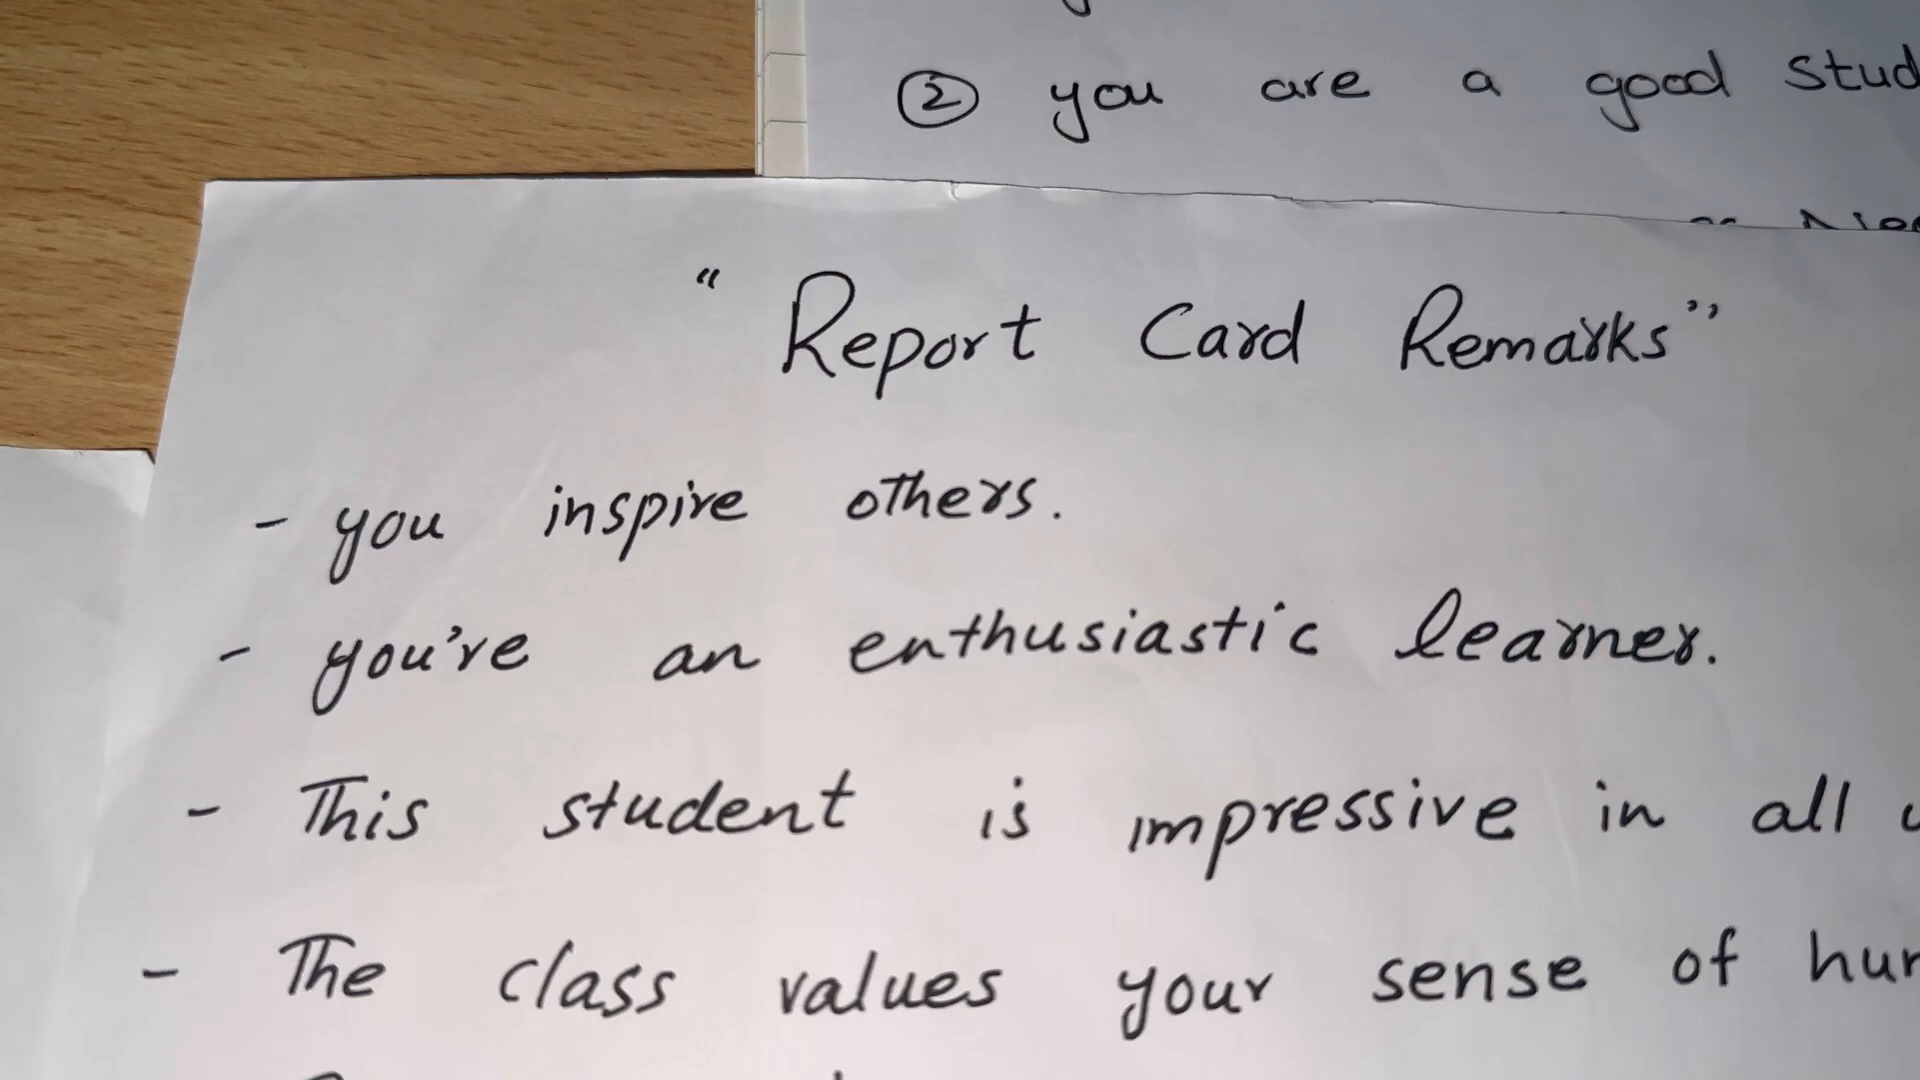 ② you are a good
"Report Card Remarks"
- you inspire others.
- you're an enthusiastic learner.
- This student is impressive in all
- The class values your sense of